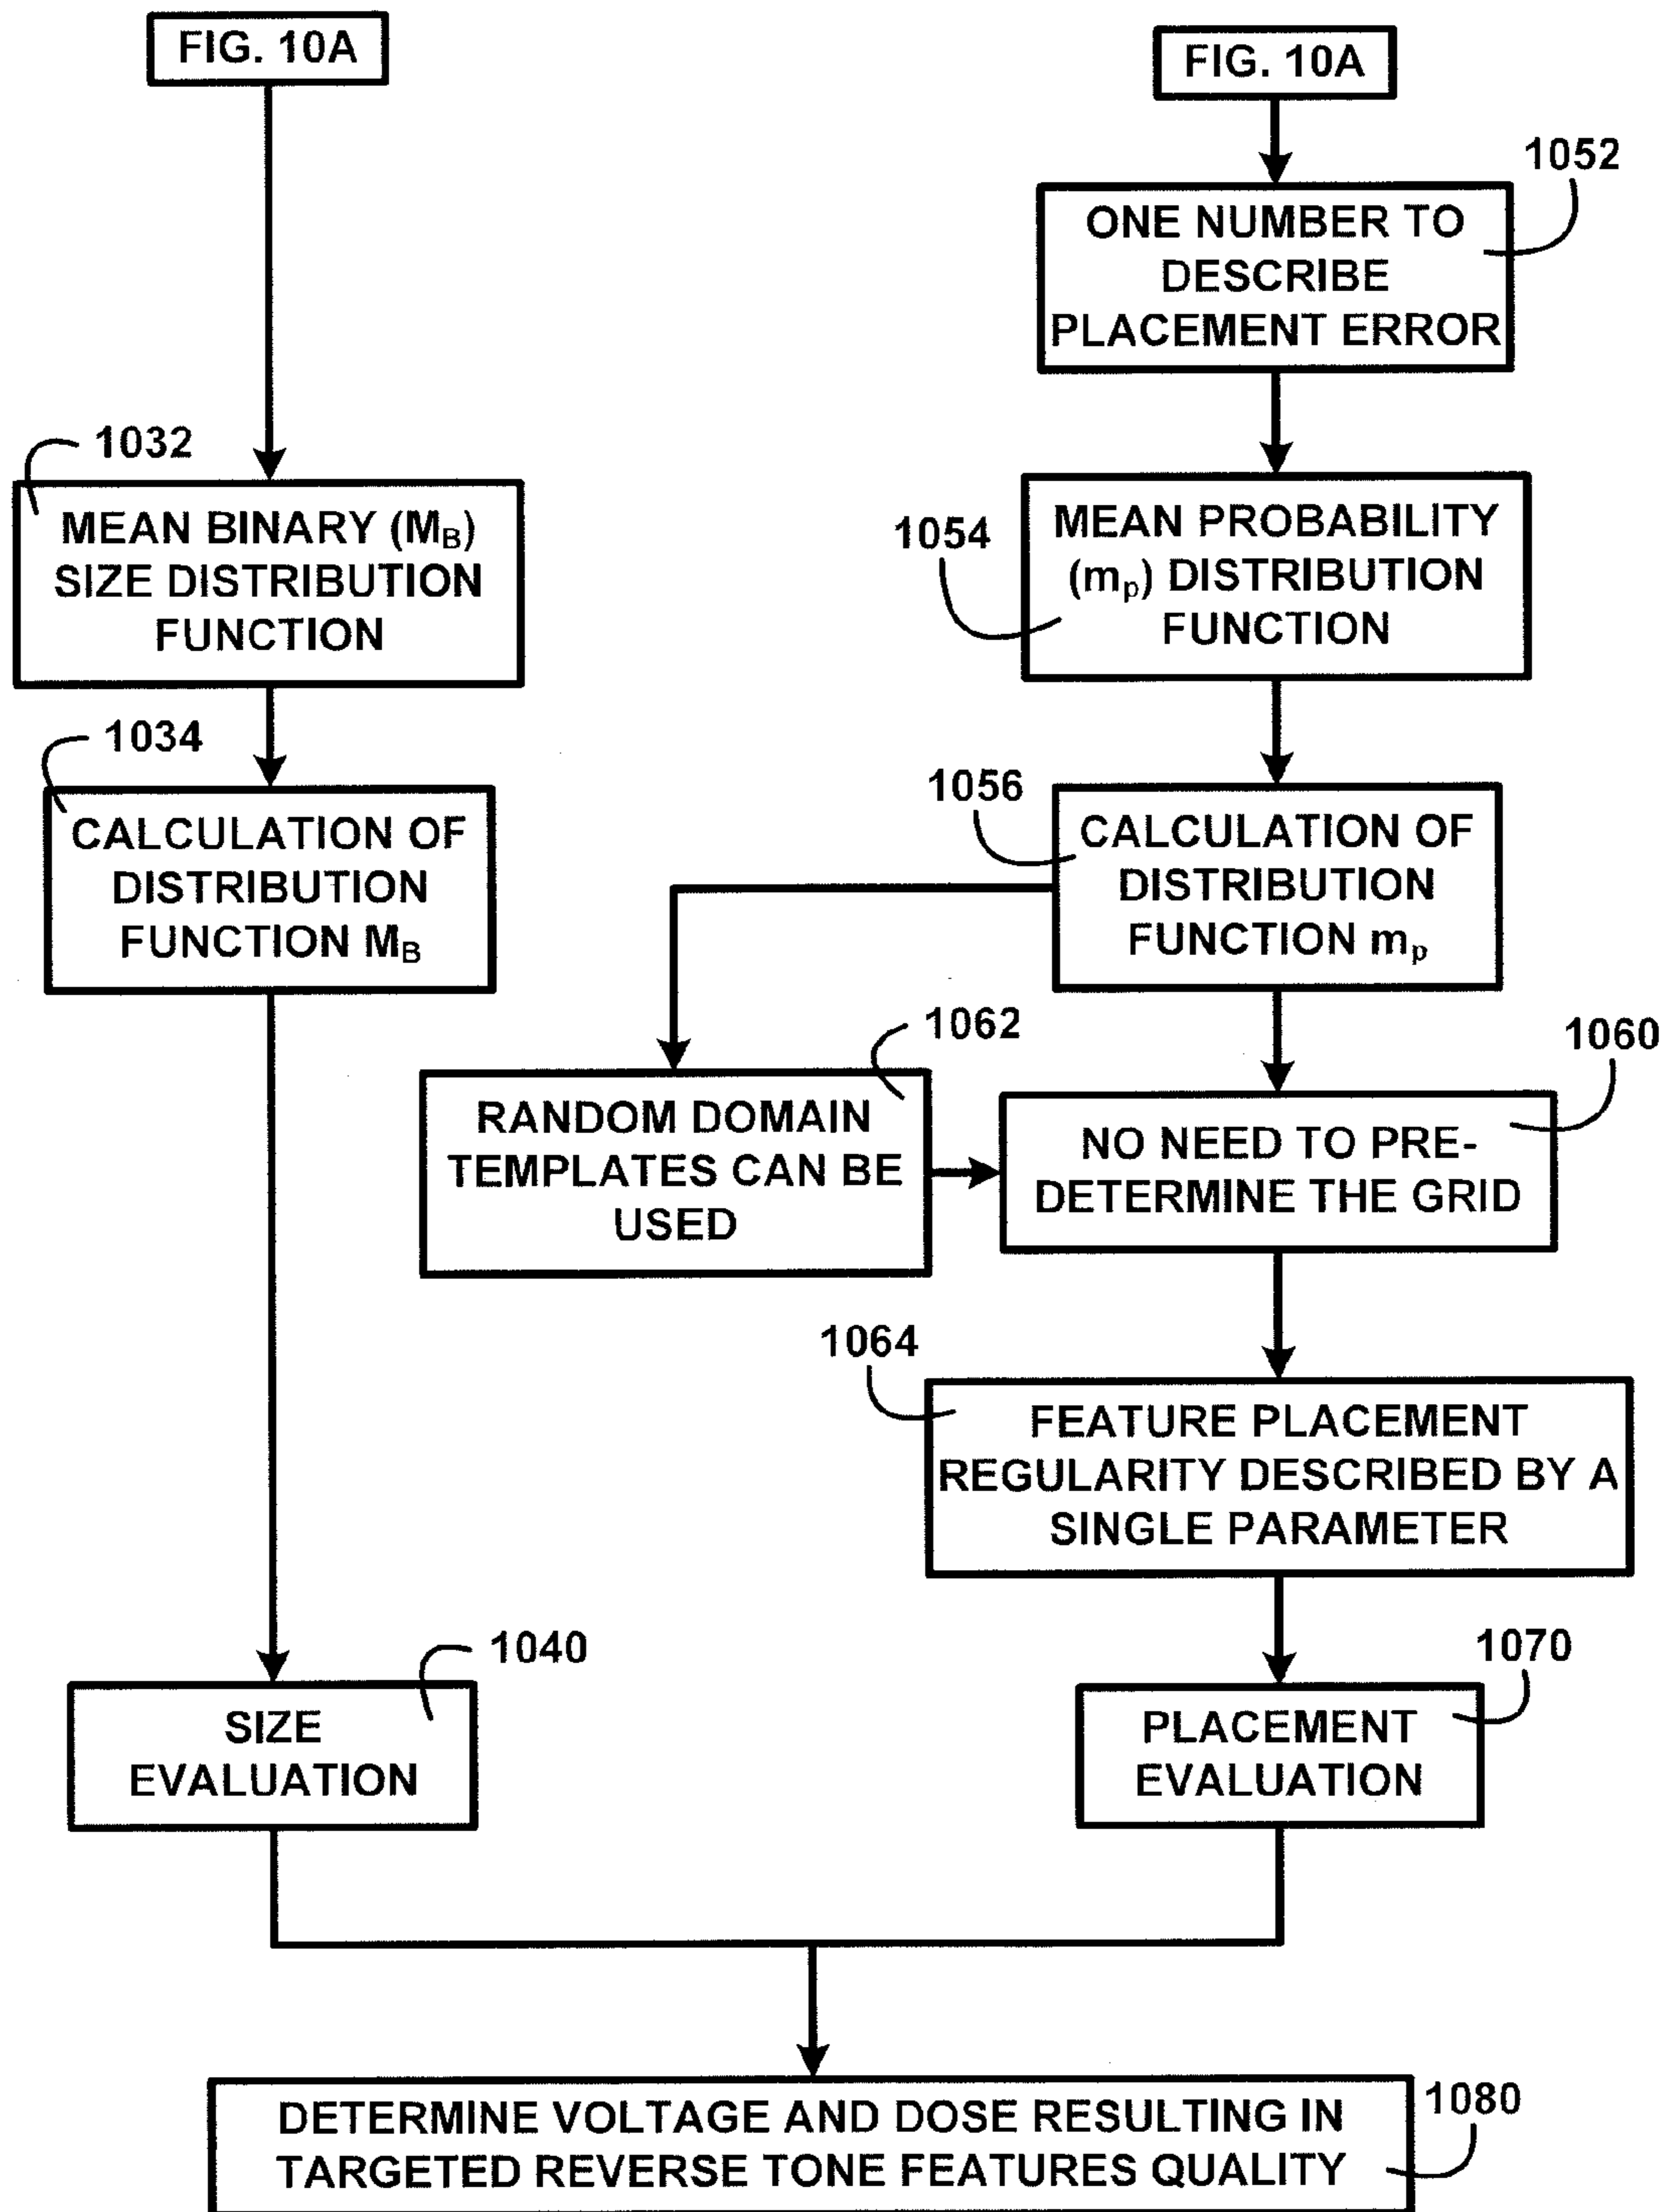 FIG. 10A
FIG. 10A
1052
ONE NUMBER TO
DESCRIBE
PLACEMENT ERROR
1032
MEAN BINARY (MB)
SIZE DISTRIBUTION
FUNCTION
1054
MEAN PROBABILITY
(mp) DISTRIBUTION
FUNCTION
1034
CALCULATION OF
DISTRIBUTION
FUNCTION MB
1056
CALCULATION OF
DISTRIBUTION
FUNCTION mp
1062
RANDOM DOMAIN
TEMPLATES CAN BE
USED
1060
NO NEED TO PRE-
DETERMINE THE GRID
1064
FEATURE PLACEMENT
REGULARITY DESCRIBED BY A
SINGLE PARAMETER
1040
SIZE
EVALUATION
1070
PLACEMENT
EVALUATION
DETERMINE VOLTAGE AND DOSE RESULTING IN
TARGETED REVERSE TONE FEATURES QUALITY
1080